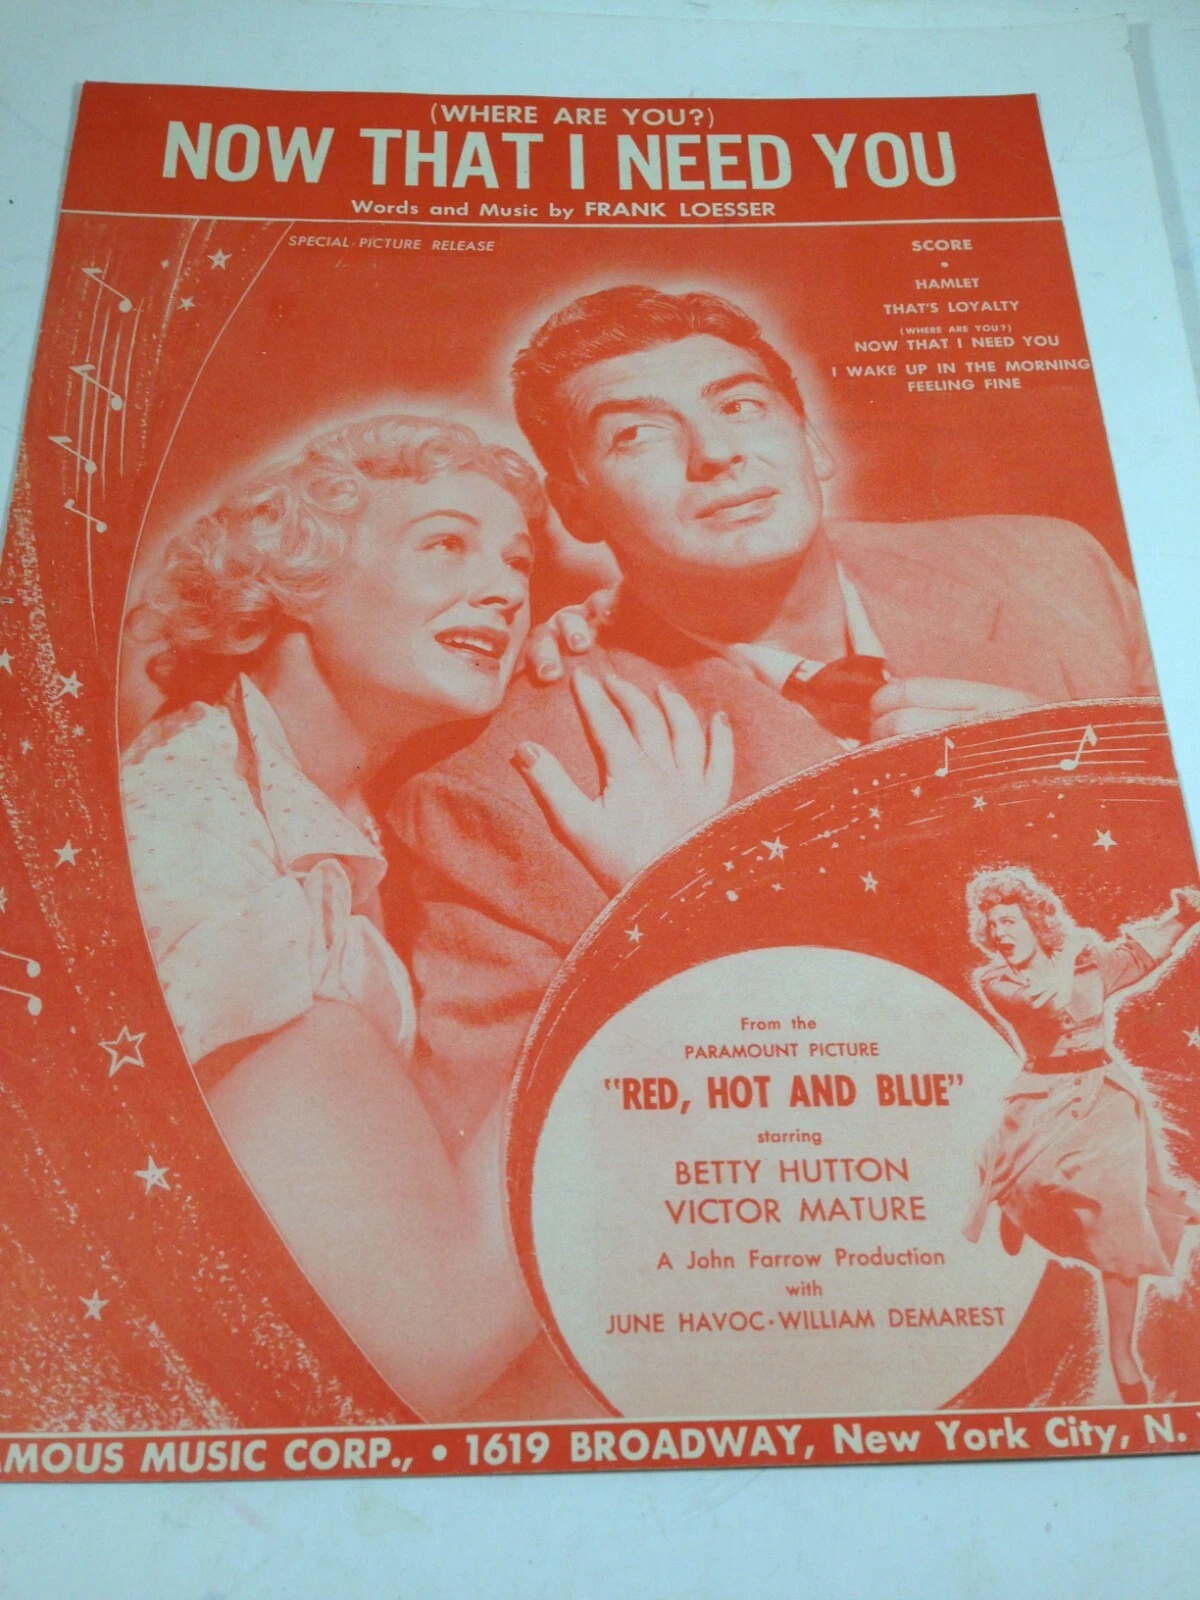 (WHERE ARE YOU?)
NOW THAT I NEED YOU
Words and Music by FRANK LOESSER
SPECIAL PICTURE RELEASE
SCORE
•
HAMLET
THAT'S LOYALTY
(WHERE ARE YOU?)
NOW THAT I NEED YOU
I WAKE UP IN THE MORNING
FEELING FINE
From the
PARAMOUNT PICTURE
"RED, HOT AND BLUE"
starring
BETTY HUTTON
VICTOR MATURE
A John Farrow Production
with
JUNE HAVOC • WILLIAM DEMAREST
AMOUS MUSIC CORP., • 1619 BROADWAY, New York City, N.